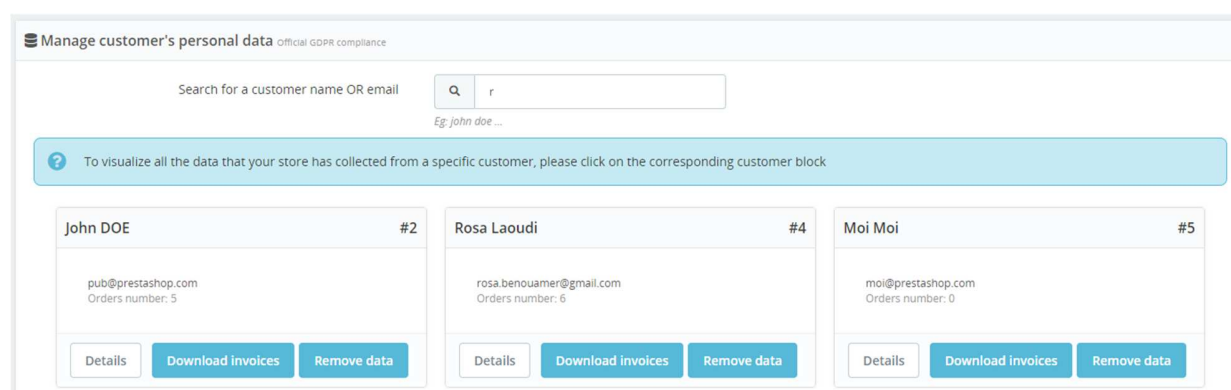 Manage customer's personal data Official GDPR compliance
Search for a customer name OR email
r
Eg: john doe ...
To visualize all the data that your store has collected from a specific customer, please click on the corresponding customer block
John DOE #2
pub@prestashop.com
Orders number: 5
Details Download invoices Remove data
Rosa Laoudi #4
rosa.benouamer@gmail.com
Orders number: 6
Details Download invoices Remove data
Moi Moi #5
moi@prestashop.com
Orders number: 0
Details Download invoices Remove data